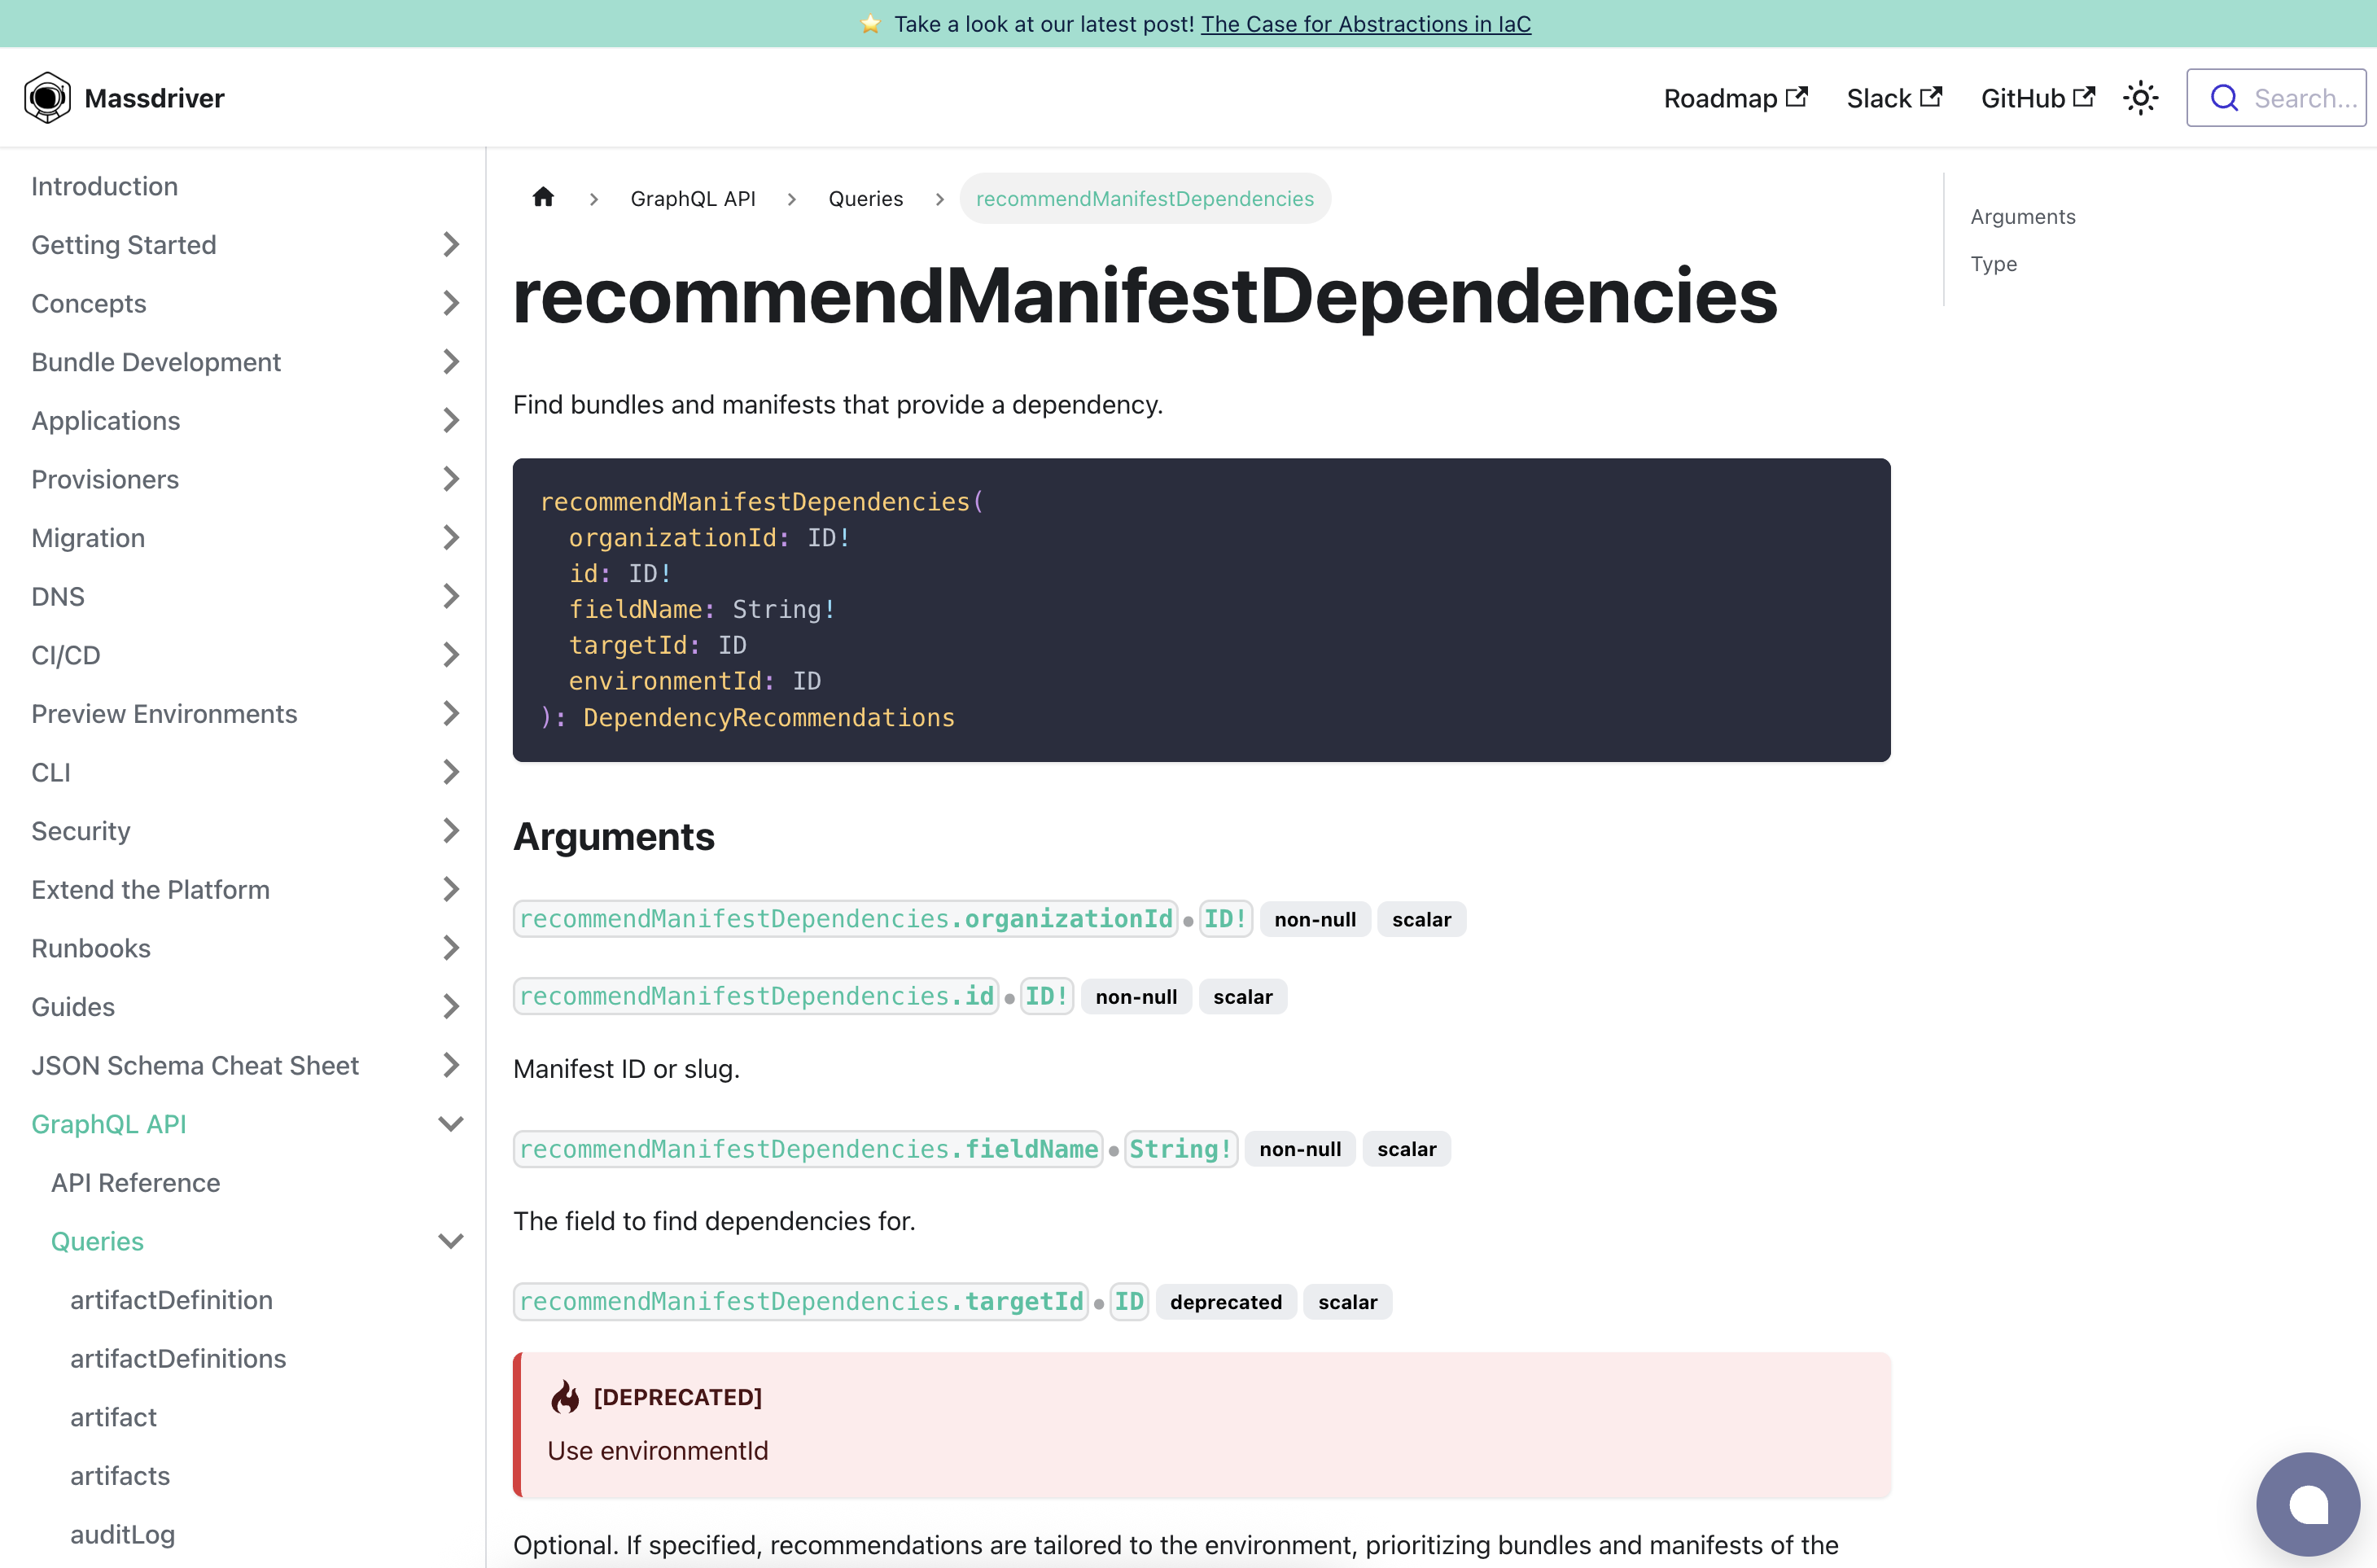 Take a look at our latest post! The Case for Abstractions in IaC
Massdriver
Roadmap
Slack
GitHub
Search...
Introduction
Getting Started
Concepts
Bundle Development
Applications
Provisioners
Migration
DNS
CI/CD
Preview Environments
CLI
Security
Extend the Platform
Runbooks
Guides
JSON Schema Cheat Sheet
GraphQL API
API Reference
Queries
artifactDefinition
artifactDefinitions
artifact
artifacts
auditLog
GraphQL API
Queries
recommendManifestDependencies
recommendManifestDependencies
Find bundles and manifests that provide a dependency.
recommendManifestDependencies(
  organizationId: ID!
  id: ID!
  fieldName: String!
  targetId: ID
  environmentId: ID
): DependencyRecommendations
Arguments
recommendManifestDependencies.organizationId ● ID! non-null scalar
recommendManifestDependencies.id ● ID! non-null scalar
Manifest ID or slug.
recommendManifestDependencies.fieldName ● String! non-null scalar
The field to find dependencies for.
recommendManifestDependencies.targetId ● ID deprecated scalar
[DEPRECATED]
Use environmentId
Optional. If specified, recommendations are tailored to the environment, prioritizing bundles and manifests of the
Arguments
Type